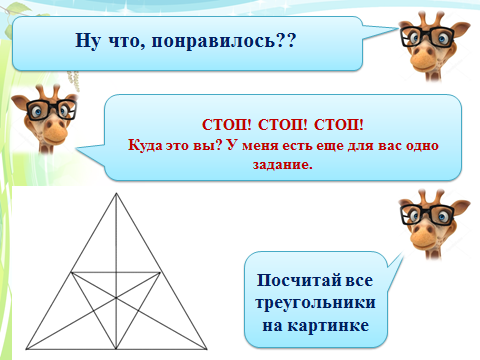 Ну что, понравилось??
СТОП! СТОП! СТОП!
Куда это вы? У меня есть еще для вас одно
задание.
Посчитай все
треугольники
на картинке